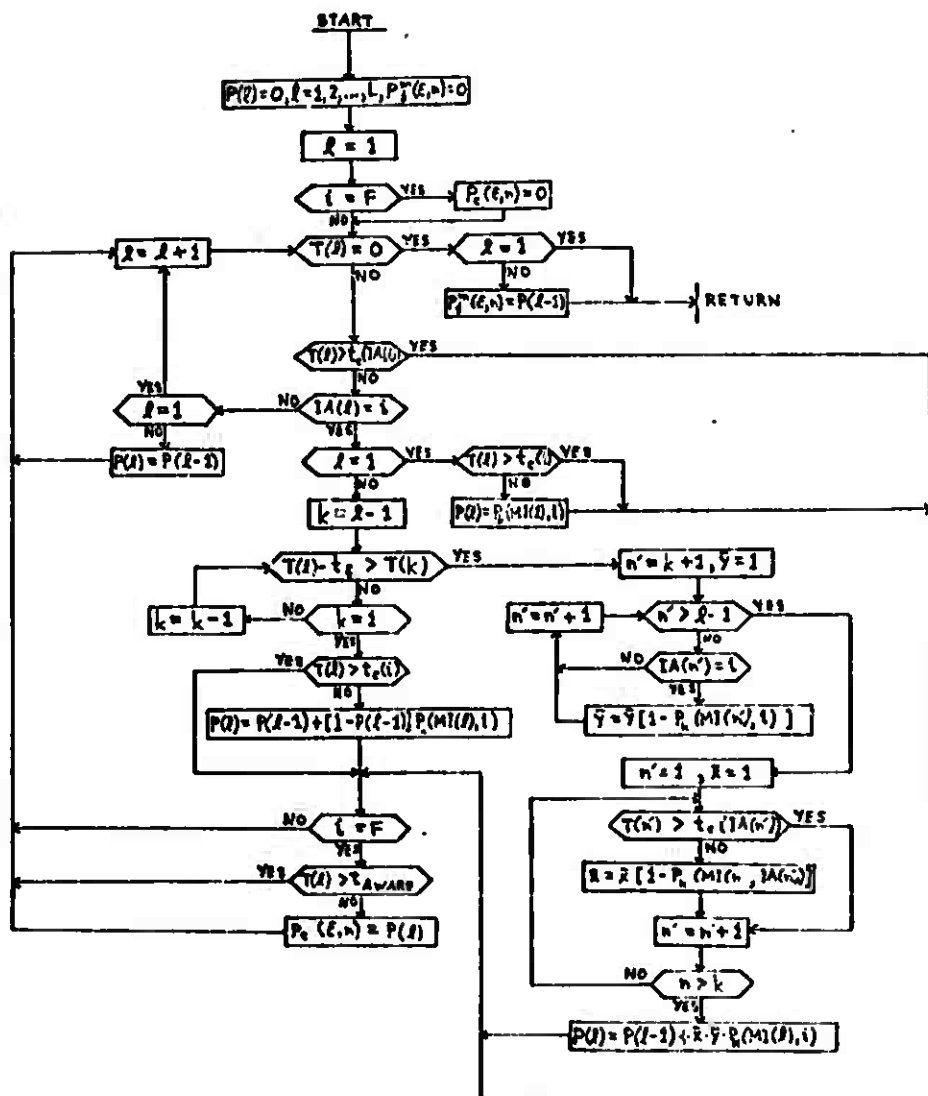 START
P(ℓ)=0, ℓ=1,2,...,L, Pⱼᵐ(E,n)=0
ℓ = 1
i = F
YES
P_c(E,n)=0
NO
ℓ = ℓ+1
T(ℓ)=0
YES
ℓ = 1
YES
NO
NO
Pⱼᵐ(E,n)=P(ℓ-1)
RETURN
T(ℓ)>t_c(IA(ℓ))
YES
NO
YES
ℓ=1
NO
IA(ℓ)=i
NO
YES
P(ℓ)=P(ℓ-1)
ℓ=1
YES
T(ℓ)>t_c(i)
YES
NO
NO
k=ℓ-1
P(ℓ)=P_k(MI(ℓ),i)
T(ℓ)-t_ℓ > T(k)
YES
n'=k+1, ȳ=1
NO
k=k-1
NO
k=1
n'=n'+1
n'>ℓ-1
YES
YES
NO
YES
T(ℓ)>t_c(i)
NO
IA(n')=i
NO
YES
P(ℓ)=P(ℓ-1)+[1-P(ℓ-1)]P_k(MI(ℓ),i)
ȳ=ȳ[1-P_k(MI(n'),i)]
n'=1, x̄=1
NO
i = F
T(n') > t_c(IA(n'))
YES
YES
NO
YES
T(ℓ)>t_AWARE
x̄=x̄[1-P_k(MI(n'), IA(n'))]
NO
P_c(E,n)=P(ℓ)
n'=n'+1
NO
n>k
YES
P(ℓ)=P(ℓ-1)+x̄·ȳ·P_k(MI(ℓ),i)